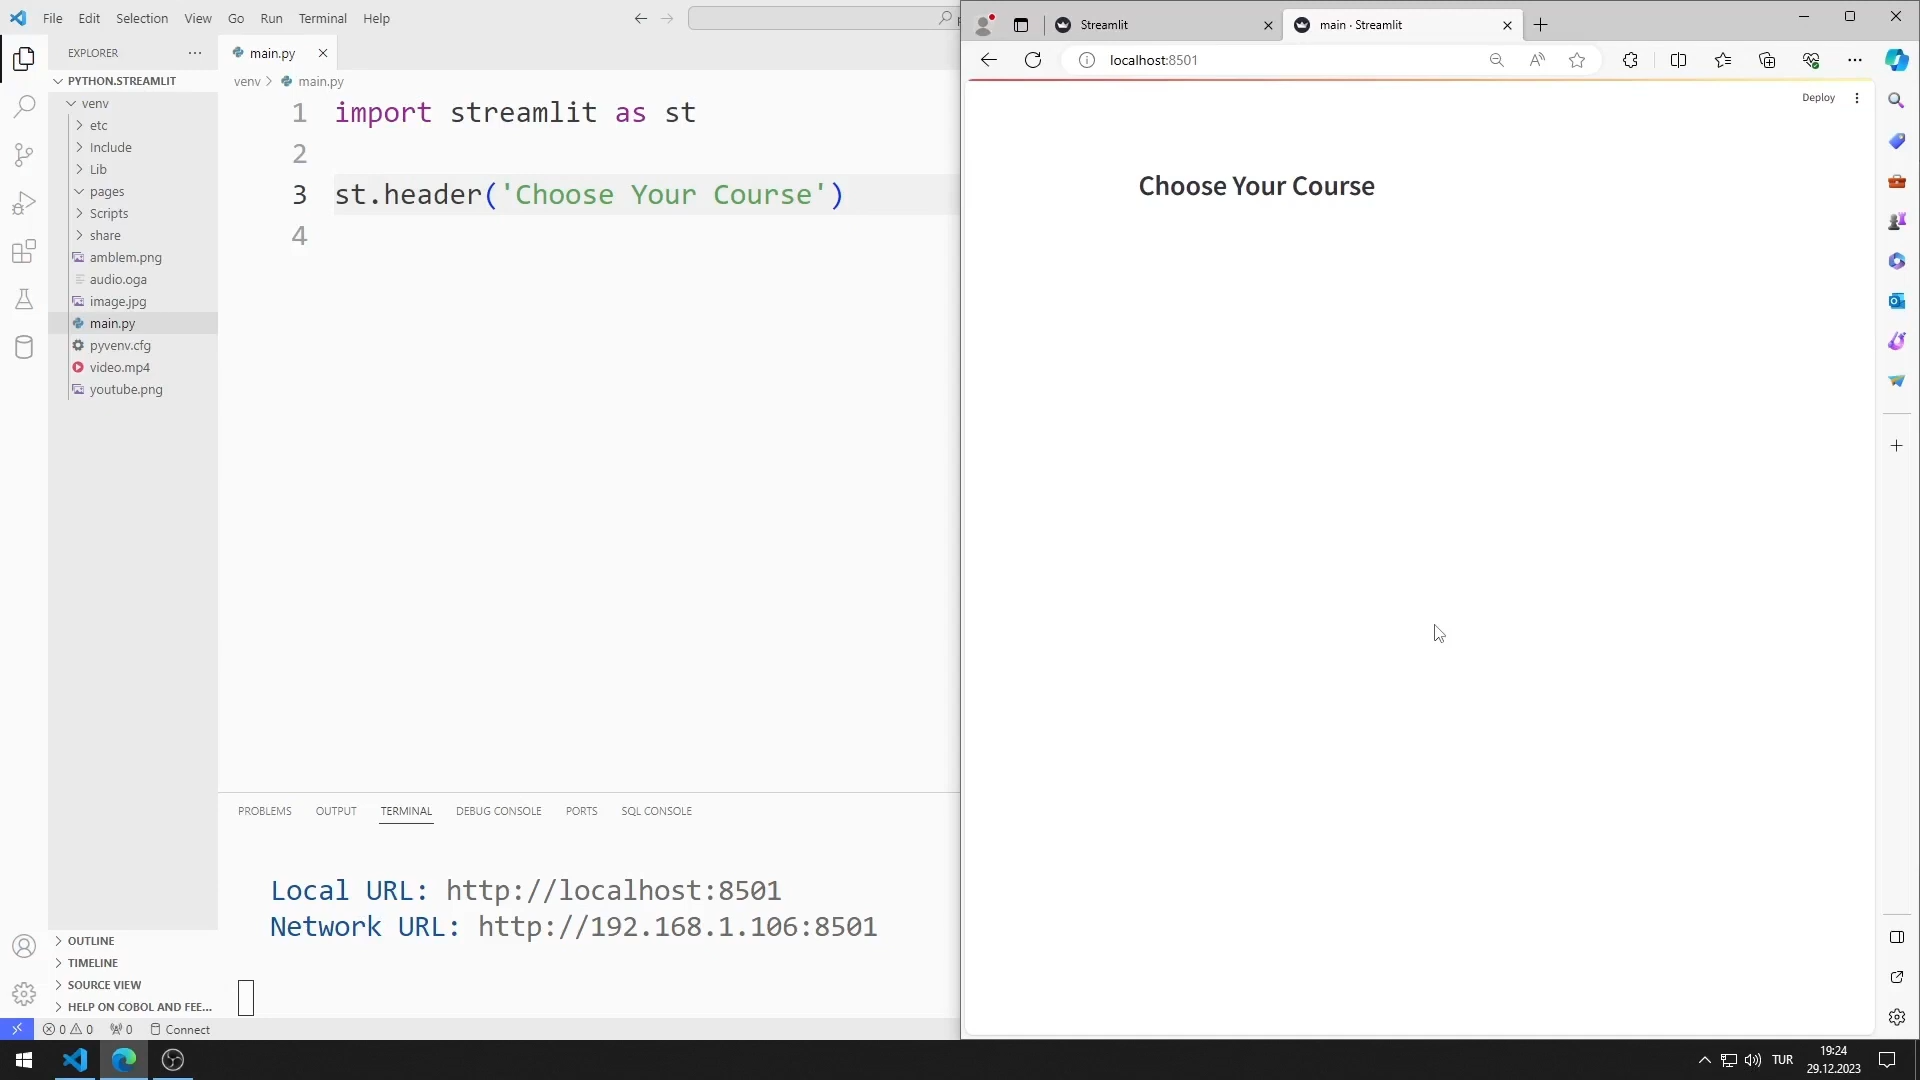 File Edit Selection View Go Run Terminal Help
EXPLORER
PYTHON.STREAMLIT
venv
etc
Include
Lib
pages
Scripts
share
amblem.png
audio.oga
image.jpg
main.py
pyvenv.cfg
video.mp4
youtube.png
OUTLINE
TIMELINE
SOURCE VIEW
HELP ON COBOL AND FEE...
main.py
venv > main.py
1 import streamlit as st
2
3 st.header('Choose Your Course')
4
PROBLEMS OUTPUT TERMINAL DEBUG CONSOLE PORTS SQL CONSOLE
Local URL: http://localhost:8501
Network URL: http://192.168.1.106:8501
0 0 0 Connect
Streamlit
main · Streamlit
localhost:8501
Deploy
Choose Your Course
TUR
19:24
29.12.2023